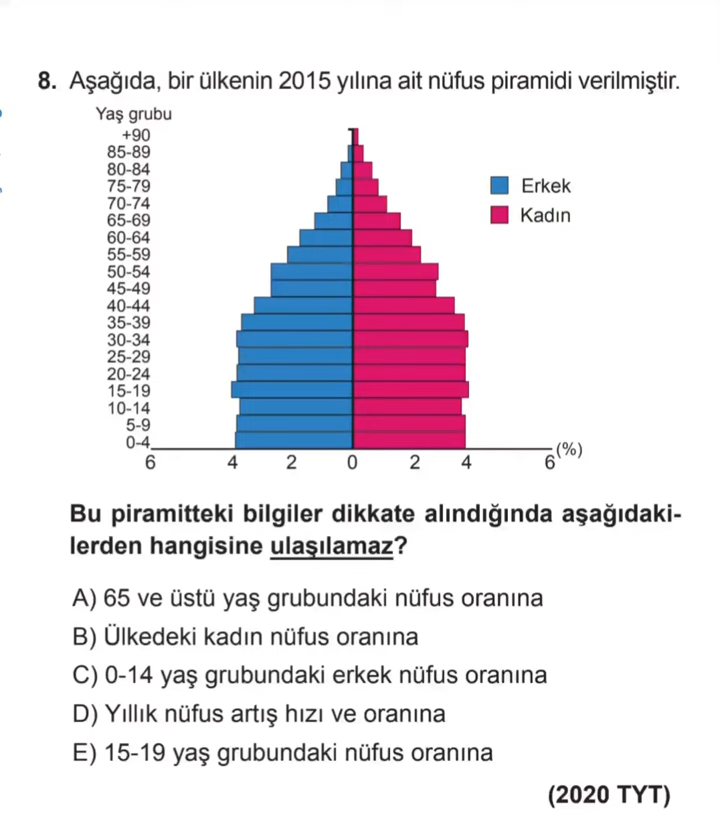 8. Aşağıda, bir ülkenin 2015 yılına ait nüfus piramidi verilmiştir.
Yaş grubu
+90
85-89
80-84
75-79
70-74
65-69
60-64
55-59
50-54
45-49
40-44
35-39
30-34
25-29
20-24
15-19
10-14
5-9
0-4
Erkek
Kadın
6 4 2 0 2 4 6 (%)
Bu piramitteki bilgiler dikkate alındığında aşağıdaki-
lerden hangisine ulaşılamaz?
A) 65 ve üstü yaş grubundaki nüfus oranına
B) Ülkedeki kadın nüfus oranına
C) 0-14 yaş grubundaki erkek nüfus oranına
D) Yıllık nüfus artış hızı ve oranına
E) 15-19 yaş grubundaki nüfus oranına
(2020 TYT)